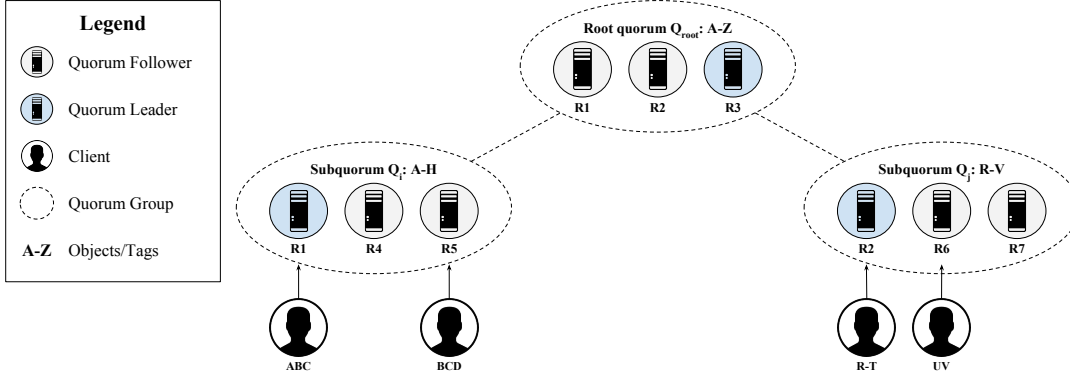 Legend
Quorum Follower
Quorum Leader
Client
Quorum Group
A-Z Objects/Tags
Root quorum Q_root: A-Z
R1 R2 R3
Subquorum Q_i: A-H
R1 R4 R5
Subquorum Q_j: R-V
R2 R6 R7
ABC BCD
R-T UV